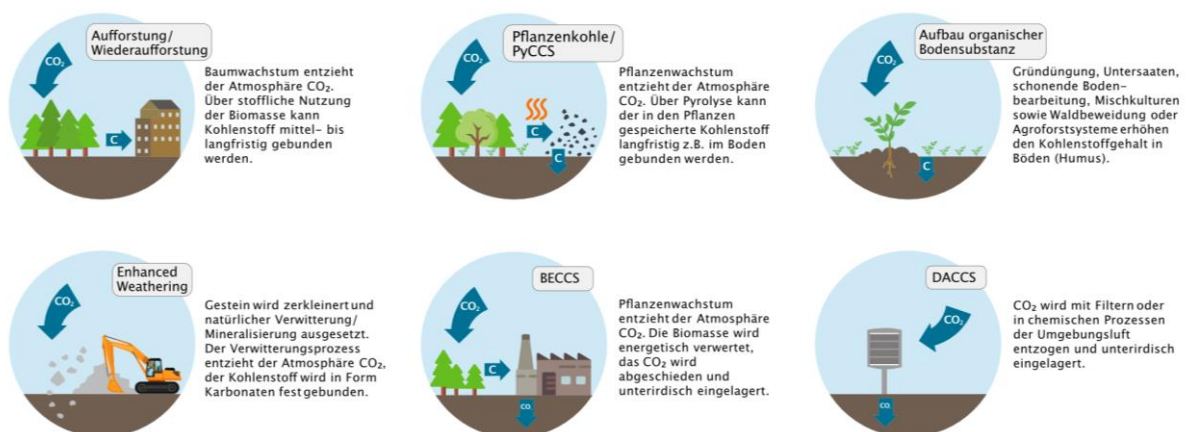 Aufforstung/
Wiederaufforstung
CO₂
C
Baumwachstum entzieht
der Atmosphäre CO₂.
Über stoffliche Nutzung
der Biomasse kann
Kohlenstoff mittel- bis
langfristig gebunden
werden.
Pflanzenkohle/
PyCCS
CO₂
C
C
Pflanzenwachstum
entzieht der Atmosphäre
CO₂. Über Pyrolyse kann
der in den Pflanzen
gespeicherte Kohlenstoff
langfristig z.B. im Boden
gebunden werden.
Aufbau organischer
Bodensubstanz
CO₂
C
Gründüngung, Untersaaten,
schonende Boden-
bearbeitung, Mischkulturen
sowie Waldbeweidung oder
Agroforstsysteme erhöhen
den Kohlenstoffgehalt in
Böden (Humus).
Enhanced
Weathering
CO₂
Gestein wird zerkleinert und
natürlicher Verwitterung/
Mineralisierung ausgesetzt.
Der Verwitterungsprozess
entzieht der Atmosphäre CO₂,
der Kohlenstoff wird in Form
Karbonaten festgebunden.
BECCS
CO₂
C
CO₂
Pflanzenwachstum
entzieht der Atmosphäre
CO₂. Die Biomasse wird
energetisch verwertet,
das CO₂ wird
abgeschieden und
unterirdisch eingelagert.
DACCS
CO₂
CO₂
CO₂ wird mit Filtern oder
in chemischen Prozessen
der Umgebungsluft
entzogen und unterirdisch
eingelagert.